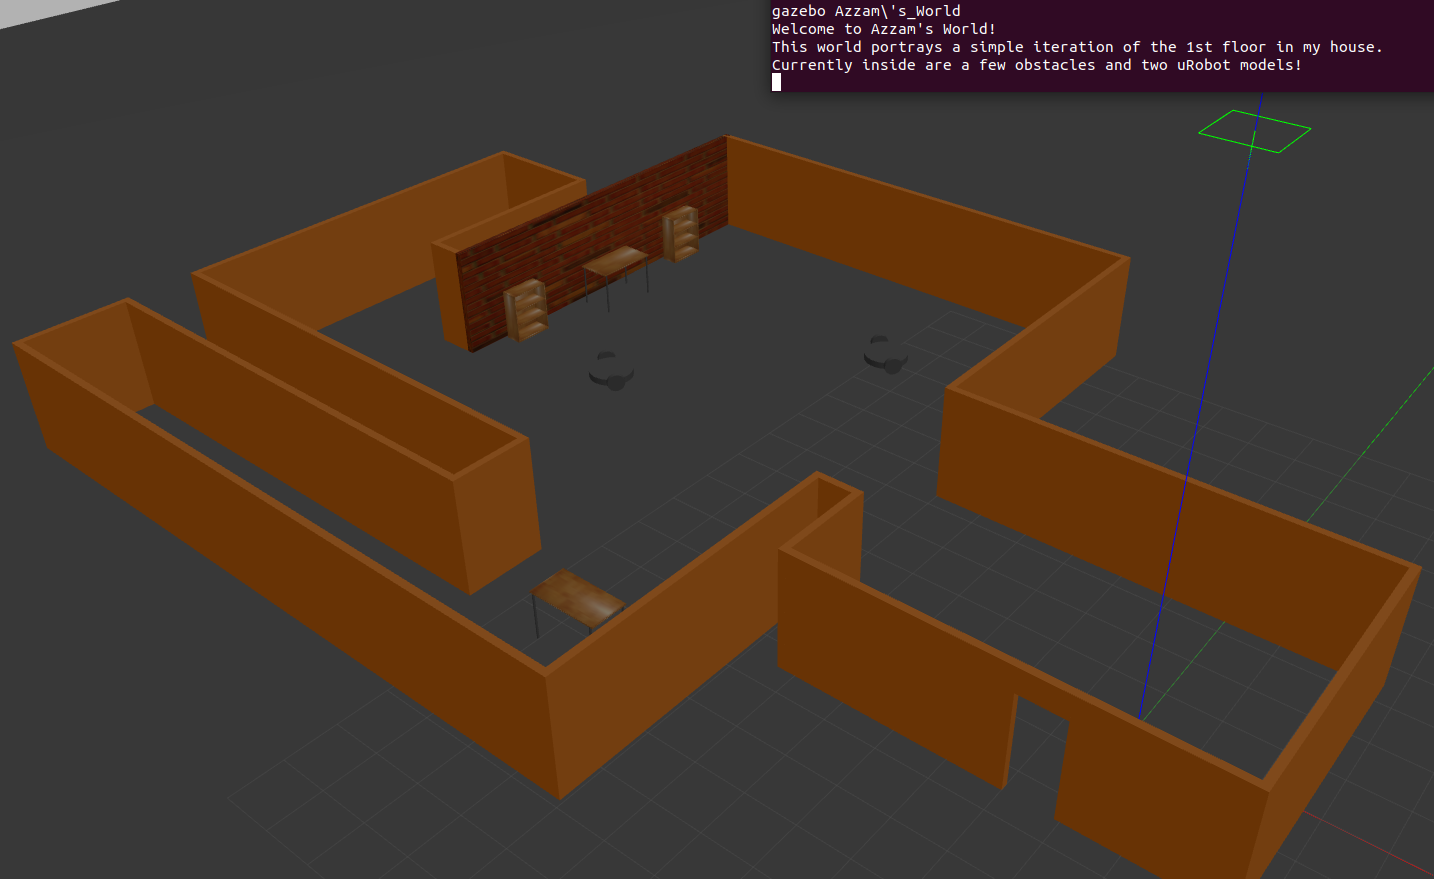 gazebo Azzam\'s_World
Welcome to Azzam's World!
This world portrays a simple iteration of the 1st floor in my house.
Currently inside are a few obstacles and two uRobot models!